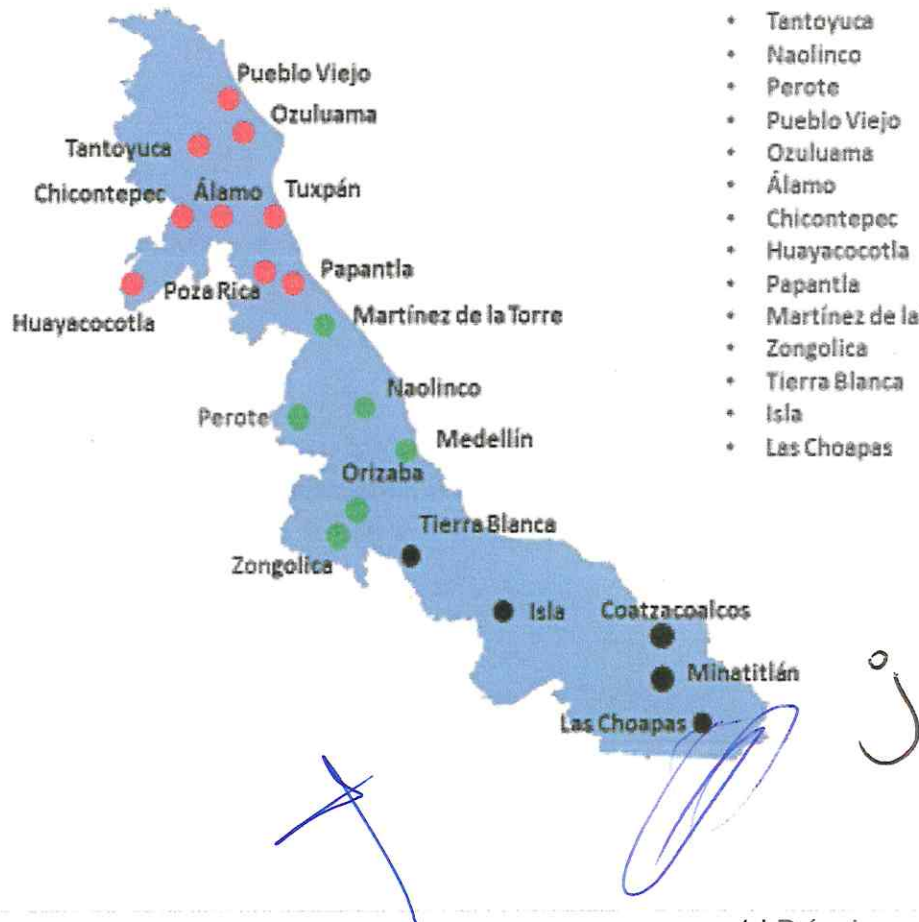 Pueblo Viejo
Ozuluama
Tantoyuca
Chicontepec Álamo Tuxpán
Poza Rica Papantla
Huayacocotla
Martínez de la Torre
Naolinco
Perote
Medellín
Orizaba
Tierra Blanca
Zongolica
Isla Coatzacoalcos
Minatitlán
Las Choapas
• Tantoyuca
• Naolinco
• Perote
• Pueblo Viejo
• Ozuluama
• Álamo
• Chicontepec
• Huayacocotla
• Papantla
• Martínez de la
• Zongolica
• Tierra Blanca
• Isla
• Las Choapas